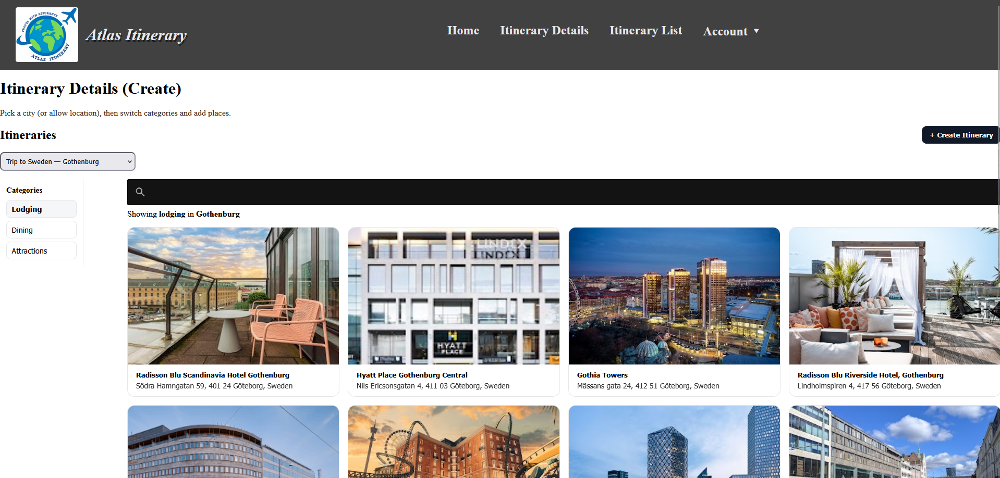 TRAVEL WITH ASSURANCE
ATLAS ITINERARY
Atlas Itinerary
Home
Itinerary Details
Itinerary List
Account ▼
Itinerary Details (Create)
Pick a city (or allow location), then switch categories and add places.
Itineraries
+ Create Itinerary
Trip to Sweden — Gothenburg
Categories
Lodging
Dining
Attractions
Showing lodging in Gothenburg
LINDEX
LINDEX
HYATT
PLACE
Radisson Blu Scandinavia Hotel Gothenburg
Södra Hamngatan 59, 401 24 Göteborg, Sweden
Hyatt Place Gothenburg Central
Nils Ericsonsgatan 4, 411 03 Göteborg, Sweden
Gothia Towers
Mässans gata 24, 412 51 Göteborg, Sweden
Radisson Blu Riverside Hotel, Gothenburg
Lindholmspiren 4, 417 56 Göteborg, Sweden